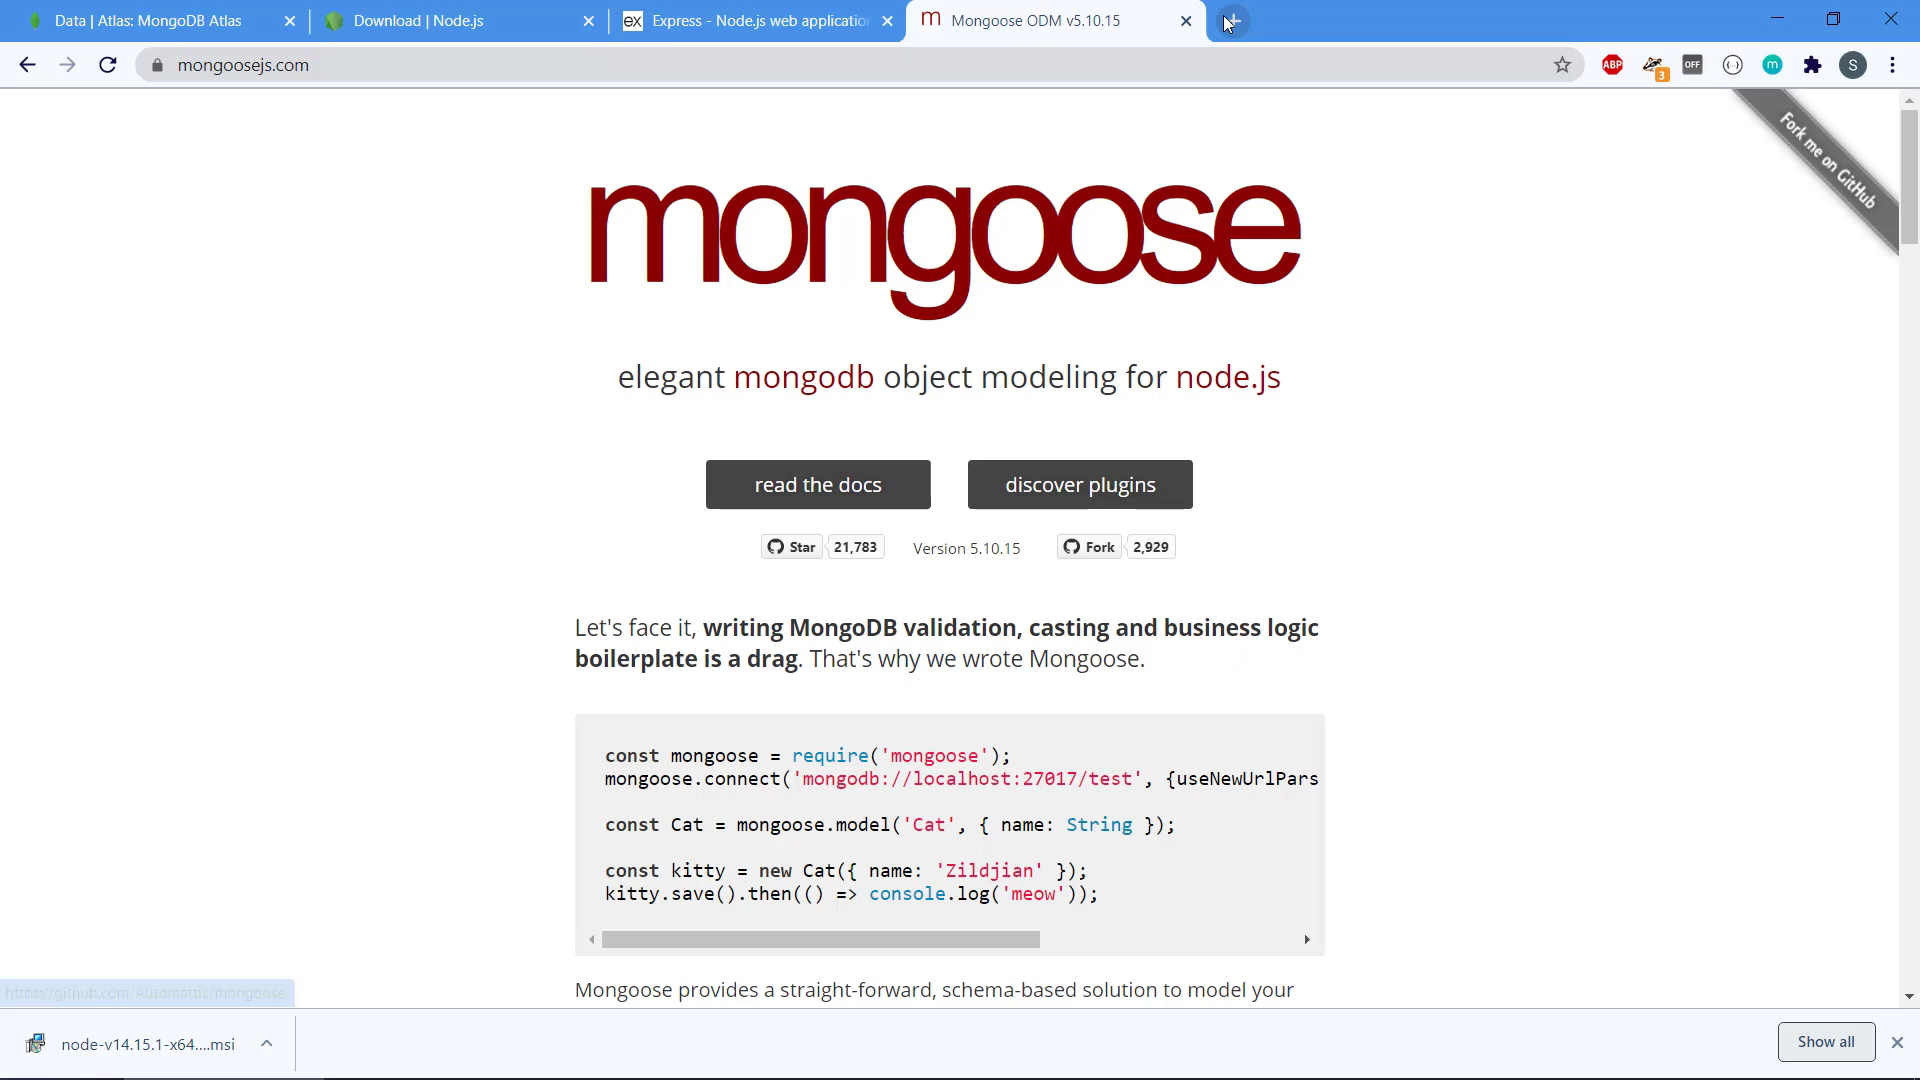 Data | Atlas: MongoDB Atlas
Download | Node.js
ex Express - Node.js web application
m Mongoose ODM v5.10.15
mongoosejs.com
ABP
3
OFF
m
S
Fork me on GitHub
mongoose
elegant mongodb object modeling for node.js
read the docs
discover plugins
Star 21,783
Version 5.10.15
Fork 2,929
Let's face it, writing MongoDB validation, casting and business logic
boilerplate is a drag. That's why we wrote Mongoose.
const mongoose = require('mongoose');
mongoose.connect('mongodb://localhost:27017/test', {useNewUrlPars
const Cat = mongoose.model('Cat', { name: String });
const kitty = new Cat({ name: 'Zildjian' });
kitty.save().then(() => console.log('meow'));
Mongoose provides a straight-forward, schema-based solution to model your
https://github.com/Automattic/mongoose
node-v14.15.1-x64....msi
Show all